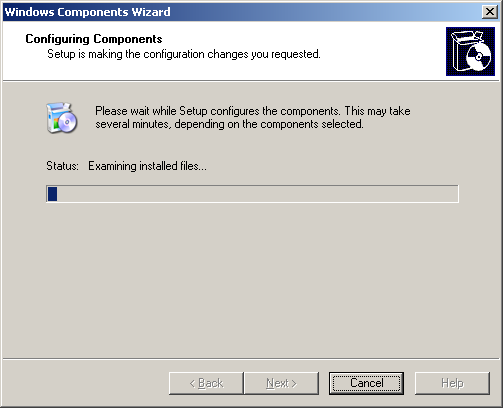 Windows Components Wizard
Configuring Components
Setup is making the configuration changes you requested.
Please wait while Setup configures the components. This may take
several minutes, depending on the components selected.
Status: Examining installed files...
< Back Next > Cancel Help